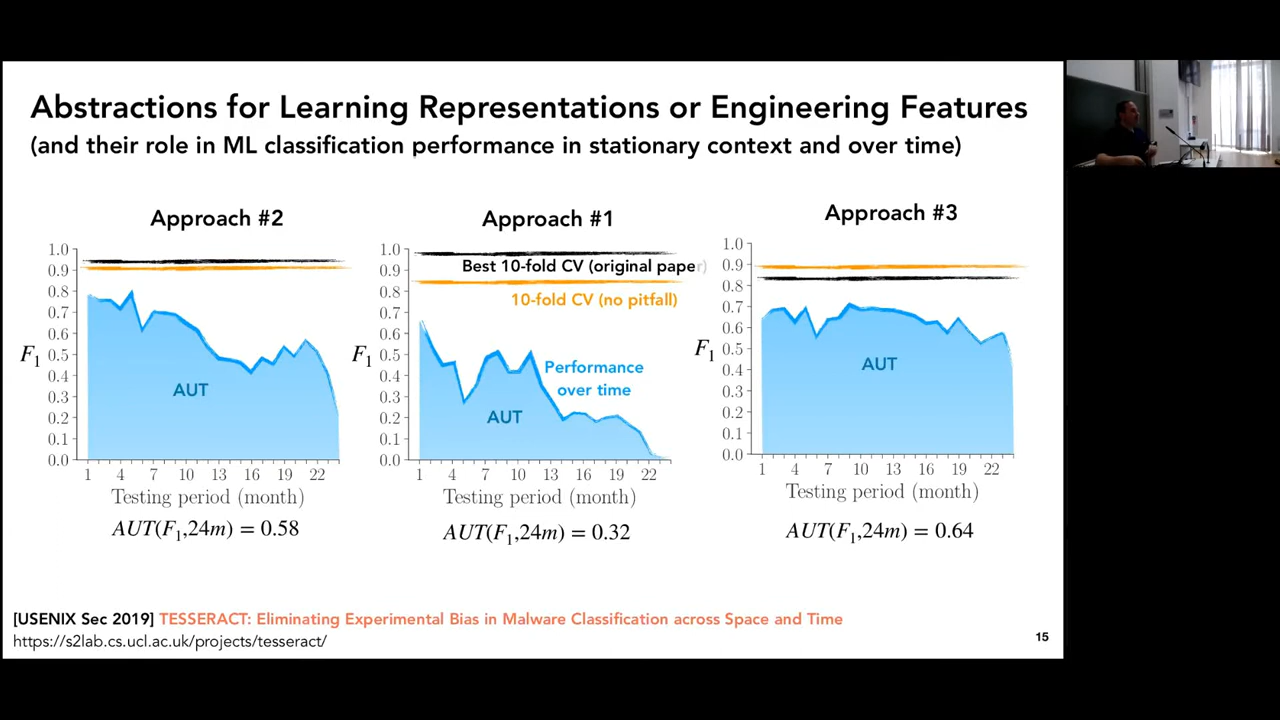 Abstractions for Learning Representations or Engineering Features
(and their role in ML classification performance in stationary context and over time)
Approach #2
1.0
0.9
0.8
0.7
0.6
0.5
0.4
0.3
0.2
0.1
0.0
F1
AUT
1 4 7 10 13 16 19 22
Testing period (month)
AUT(F1,24m) = 0.58
Approach #1
1.0
0.9
0.8
0.7
0.6
0.5
0.4
0.3
0.2
0.1
0.0
F1
Best 10-fold CV (original paper)
10-fold CV (no pitfall)
Performance
over time
AUT
1 4 7 10 13 16 19 22
Testing period (month)
AUT(F1,24m) = 0.32
Approach #3
1.0
0.9
0.8
0.7
0.6
0.5
0.4
0.3
0.2
0.1
0.0
F1
AUT
1 4 7 10 13 16 19 22
Testing period (month)
AUT(F1,24m) = 0.64
[USENIX Sec 2019] TESSERACT: Eliminating Experimental Bias in Malware Classification across Space and Time
https://s2lab.cs.ucl.ac.uk/projects/tesseract/
15